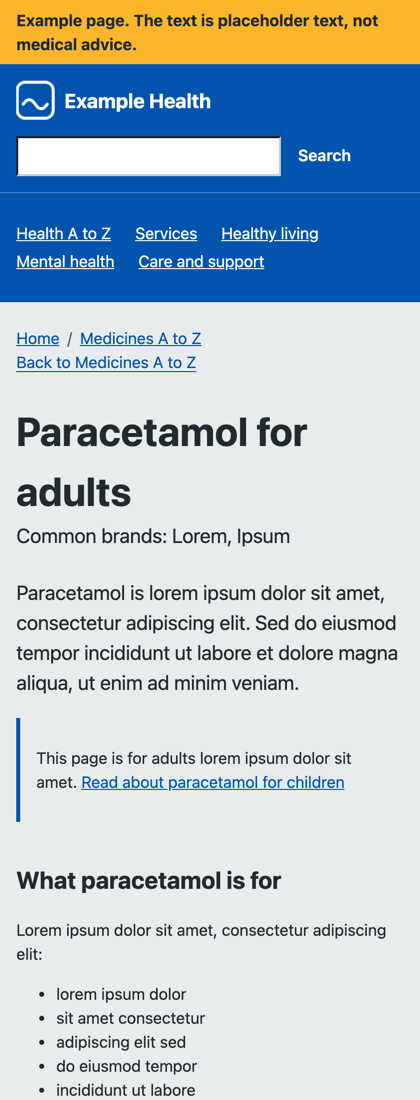 Example page. The text is placeholder text, not
medical advice.
Example Health
Search
Health A to Z Services Healthy living
Mental health Care and support
Home / Medicines A to Z
Back to Medicines A to Z
Paracetamol for
adults
Common brands: Lorem, Ipsum
Paracetamol is lorem ipsum dolor sit amet,
consectetur adipiscing elit. Sed do eiusmod
tempor incididunt ut labore et dolore magna
aliqua, ut enim ad minim veniam.
This page is for adults lorem ipsum dolor sit
amet. Read about paracetamol for children
What paracetamol is for
Lorem ipsum dolor sit amet, consectetur adipiscing
elit:
• lorem ipsum dolor
• sit amet consectetur
• adipiscing elit sed
• do eiusmod tempor
• incididunt ut labore